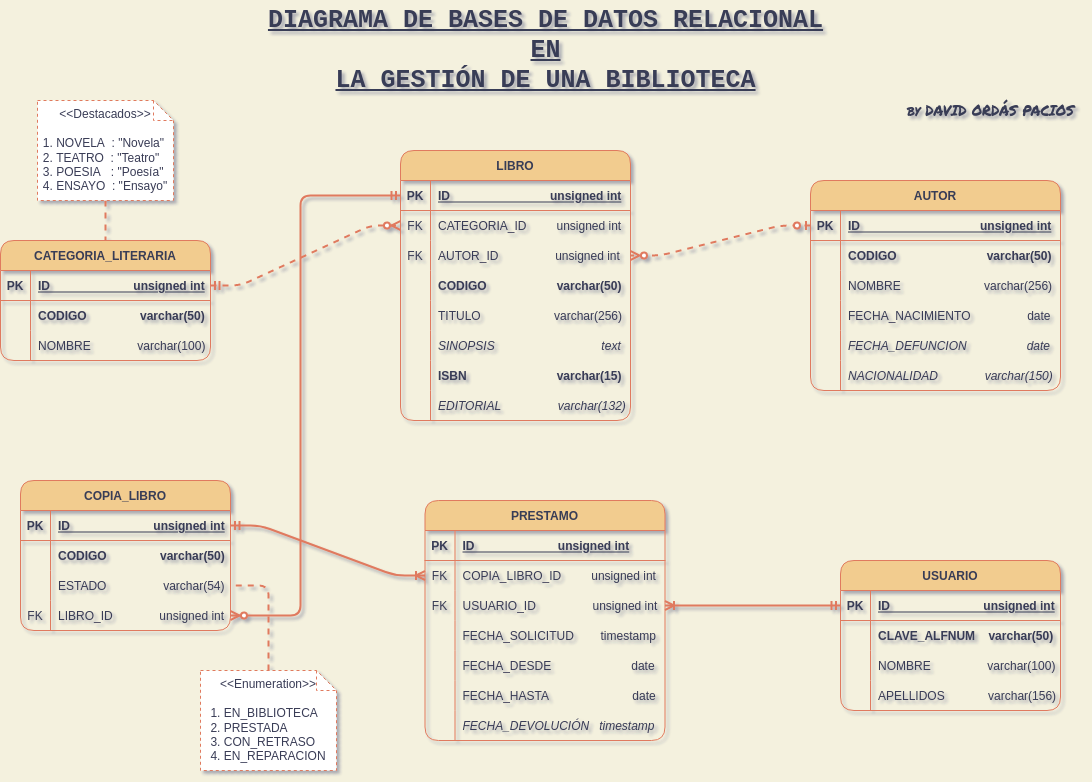 DIAGRAMA DE BASES DE DATOS RELACIONAL
EN
LA GESTIÓN DE UNA BIBLIOTECA
BY DAVID ORDÁS PACIOS
<<Destacados>>
1. NOVELA : "Novela"
2. TEATRO : "Teatro"
3. POESIA : "Poesía"
4. ENSAYO : "Ensayo"
CATEGORIA_LITERARIA
PK ID unsigned int
CODIGO varchar(50)
NOMBRE varchar(100)
LIBRO
PK ID unsigned int
FK CATEGORIA_ID unsigned int
FK AUTOR_ID unsigned int
CODIGO varchar(50)
TITULO varchar(256)
SINOPSIS text
ISBN varchar(15)
EDITORIAL varchar(132)
AUTOR
PK ID unsigned int
CODIGO varchar(50)
NOMBRE varchar(256)
FECHA_NACIMIENTO date
FECHA_DEFUNCION date
NACIONALIDAD varchar(150)
COPIA_LIBRO
PK ID unsigned int
CODIGO varchar(50)
ESTADO varchar(54)
FK LIBRO_ID unsigned int
<<Enumeration>>
1. EN_BIBLIOTECA
2. PRESTADA
3. CON_RETRASO
4. EN_REPARACION
PRESTAMO
PK ID unsigned int
FK COPIA_LIBRO_ID unsigned int
FK USUARIO_ID unsigned int
FECHA_SOLICITUD timestamp
FECHA_DESDE date
FECHA_HASTA date
FECHA_DEVOLUCIÓN timestamp
USUARIO
PK ID unsigned int
CLAVE_ALFNUM varchar(50)
NOMBRE varchar(100)
APELLIDOS varchar(156)